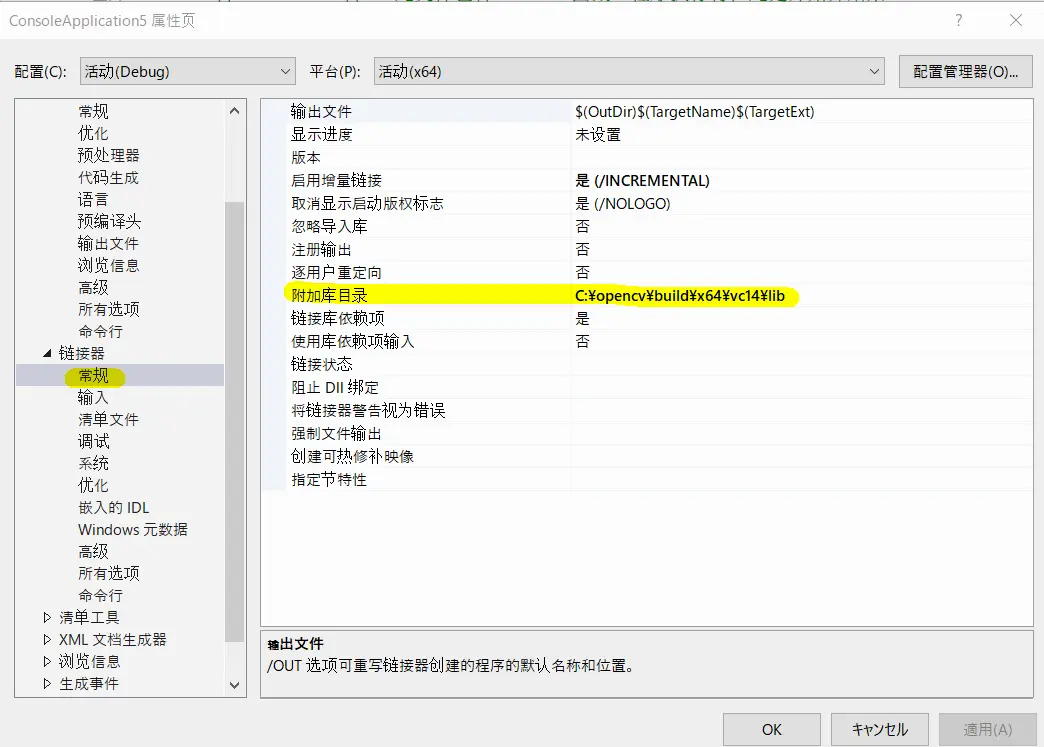 ConsoleApplication5 属性页
?
配置(C): 活动(Debug) 平台(P): 活动(x64) 配置管理器(O)...
常规
优化
预处理器
代码生成
语言
预编译头
输出文件
浏览信息
高级
所有选项
命令行
链接器
常规
输入
清单文件
调试
系统
优化
嵌入的 IDL
Windows 元数据
高级
所有选项
命令行
清单工具
XML 文档生成器
浏览信息
生成事件
输出文件 $(OutDir)$(TargetName)$(TargetExt)
显示进度 未设置
版本
启用增量链接 是 (/INCREMENTAL)
取消显示启动版权标志 是 (/NOLOGO)
忽略导入库 否
注册输出 否
逐用户重定向 否
附加库目录 C:¥opencv¥build¥x64¥vc14¥lib
链接库依赖项 是
使用库依赖项输入 否
链接状态
阻止 Dll 绑定
将链接器警告视为错误
强制文件输出
创建可热修补映像
指定节特性
输出文件
/OUT 选项可重写链接器创建的程序的默认名称和位置。
OK キャンセル 適用(A)